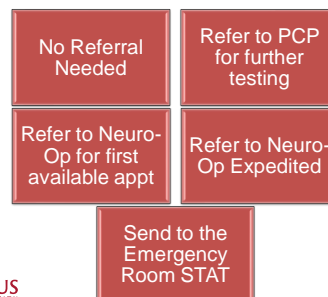 No Referral
Needed
Refer to PCP
for further
testing
Refer to Neuro-
Op for first
available appt
Refer to Neuro-
Op Expedited
Send to the
Emergency
Room STAT
US